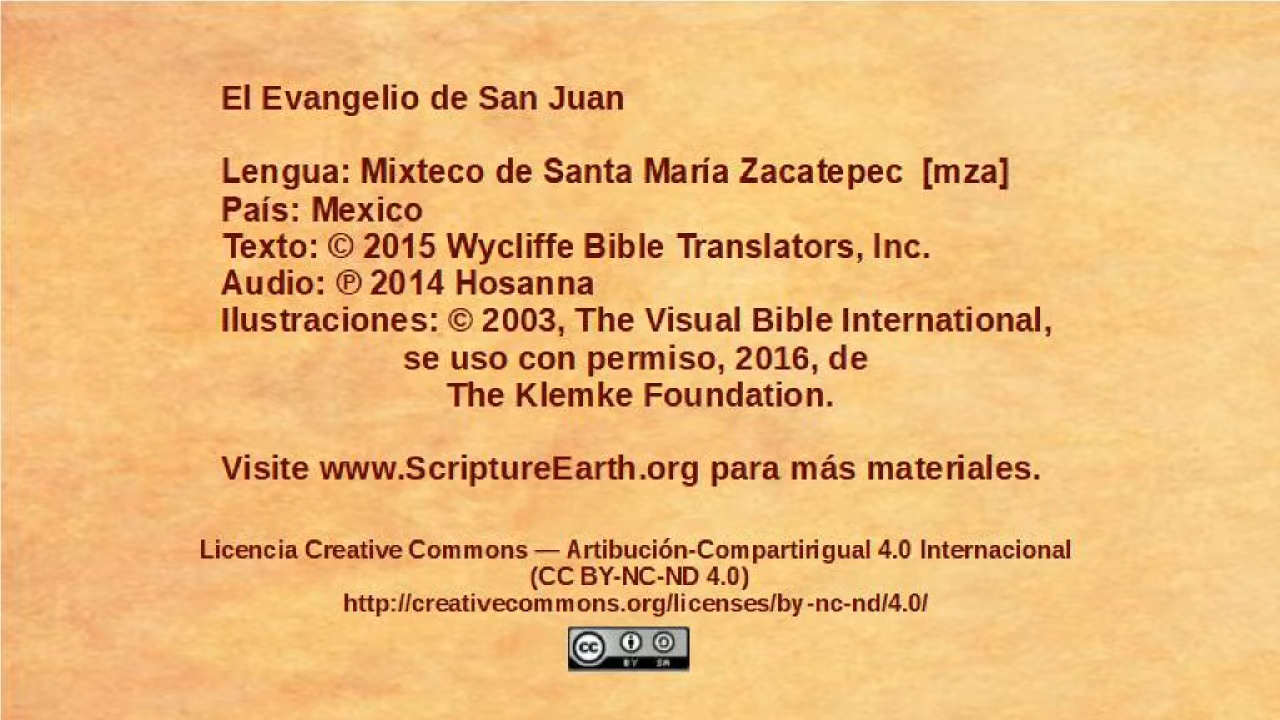 El Evangelio de San Juan
Lengua: Mixteco de Santa María Zacatepec [mza]
País: Mexico
Texto: © 2015 Wycliffe Bible Translators, Inc.
Audio: ℗ 2014 Hosanna
Ilustraciones: © 2003, The Visual Bible International,
se uso con permiso, 2016, de
The Klemke Foundation.
Visite www.ScriptureEarth.org para más materiales.
Licencia Creative Commons — Artibución-Compartirigual 4.0 Internacional
(CC BY-NC-ND 4.0)
http://creativecommons.org/licenses/by-nc-nd/4.0/
cc BY SA